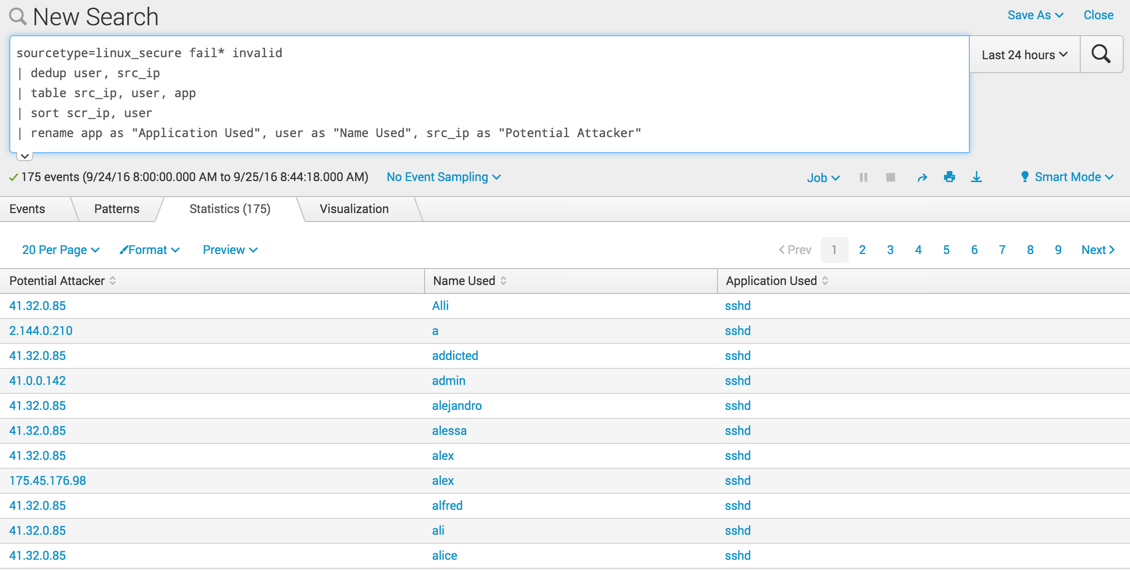 New Search
Save As Close
sourcetype=linux_secure fail* invalid
| dedup user, src_ip
| table src_ip, user, app
| sort scr_ip, user
| rename app as "Application Used", user as "Name Used", src_ip as "Potential Attacker"
Last 24 hours
175 events (9/24/16 8:00:00.000 AM to 9/25/16 8:44:18.000 AM) No Event Sampling Job Smart Mode
Events Patterns Statistics (175) Visualization
20 Per Page Format Preview < Prev 1 2 3 4 5 6 7 8 9 Next >
Potential Attacker Name Used Application Used
41.32.0.85 Alli sshd
2.144.0.210 a sshd
41.32.0.85 addicted sshd
41.0.0.142 admin sshd
41.32.0.85 alejandro sshd
41.32.0.85 alessa sshd
41.32.0.85 alex sshd
175.45.176.98 alex sshd
41.32.0.85 alfred sshd
41.32.0.85 ali sshd
41.32.0.85 alice sshd